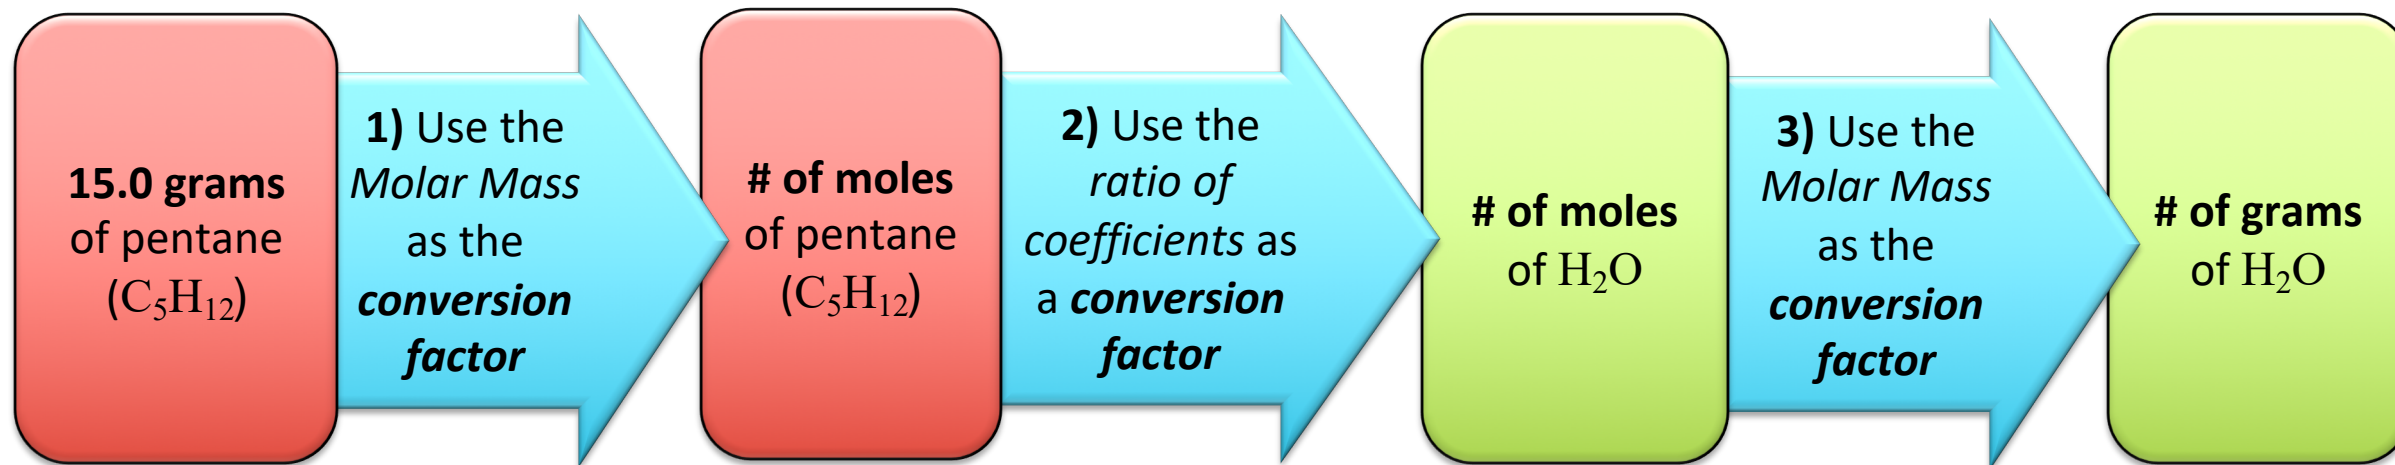 15.0 grams
of pentane
(C₅H₁₂)
1) Use the
Molar Mass
as the
conversion
factor
# of moles
of pentane
(C₅H₁₂)
2) Use the
ratio of
coefficients as
a conversion
factor
# of moles
of H₂O
3) Use the
Molar Mass
as the
conversion
factor
# of grams
of H₂O